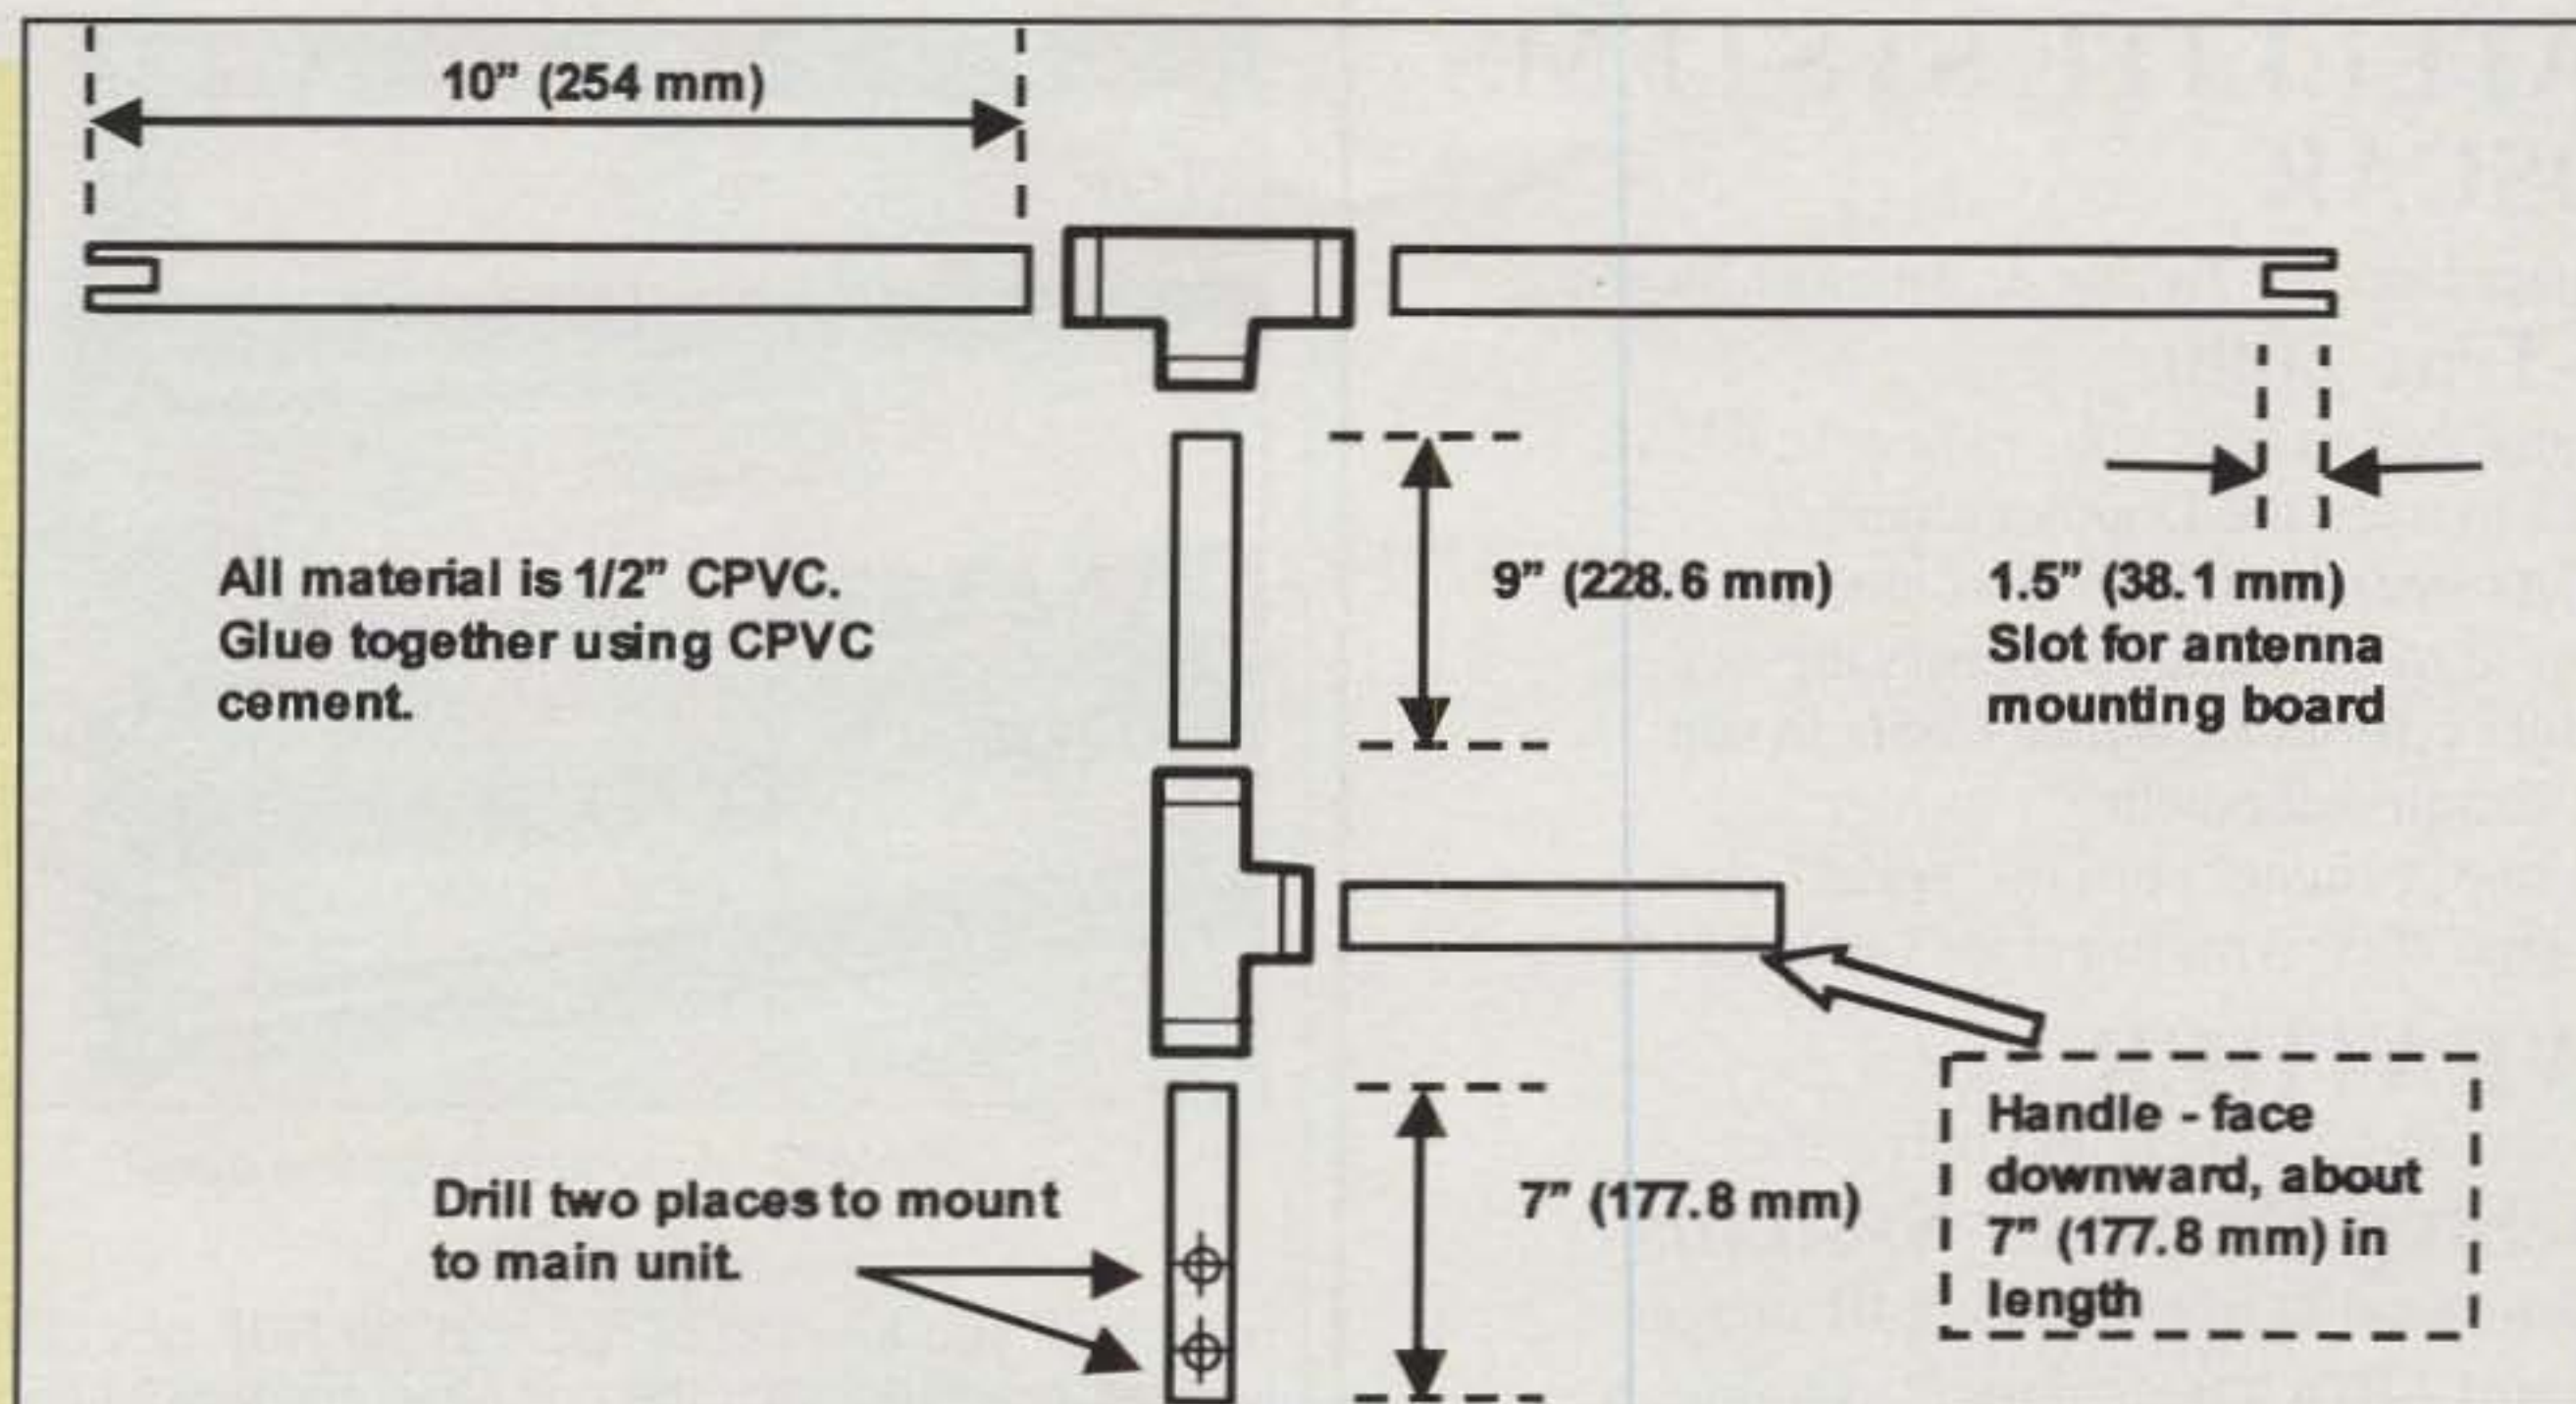 10” (254 mm)
All material is 1/2” CPVC.
Glue together using CPVC
cement.
9” (228.6 mm)
1.5” (38.1 mm)
Slot for antenna
mounting board
Drill two places to mount
to main unit.
7” (177.8 mm)
Handle - face
downward, about
7” (177.8 mm) in
length